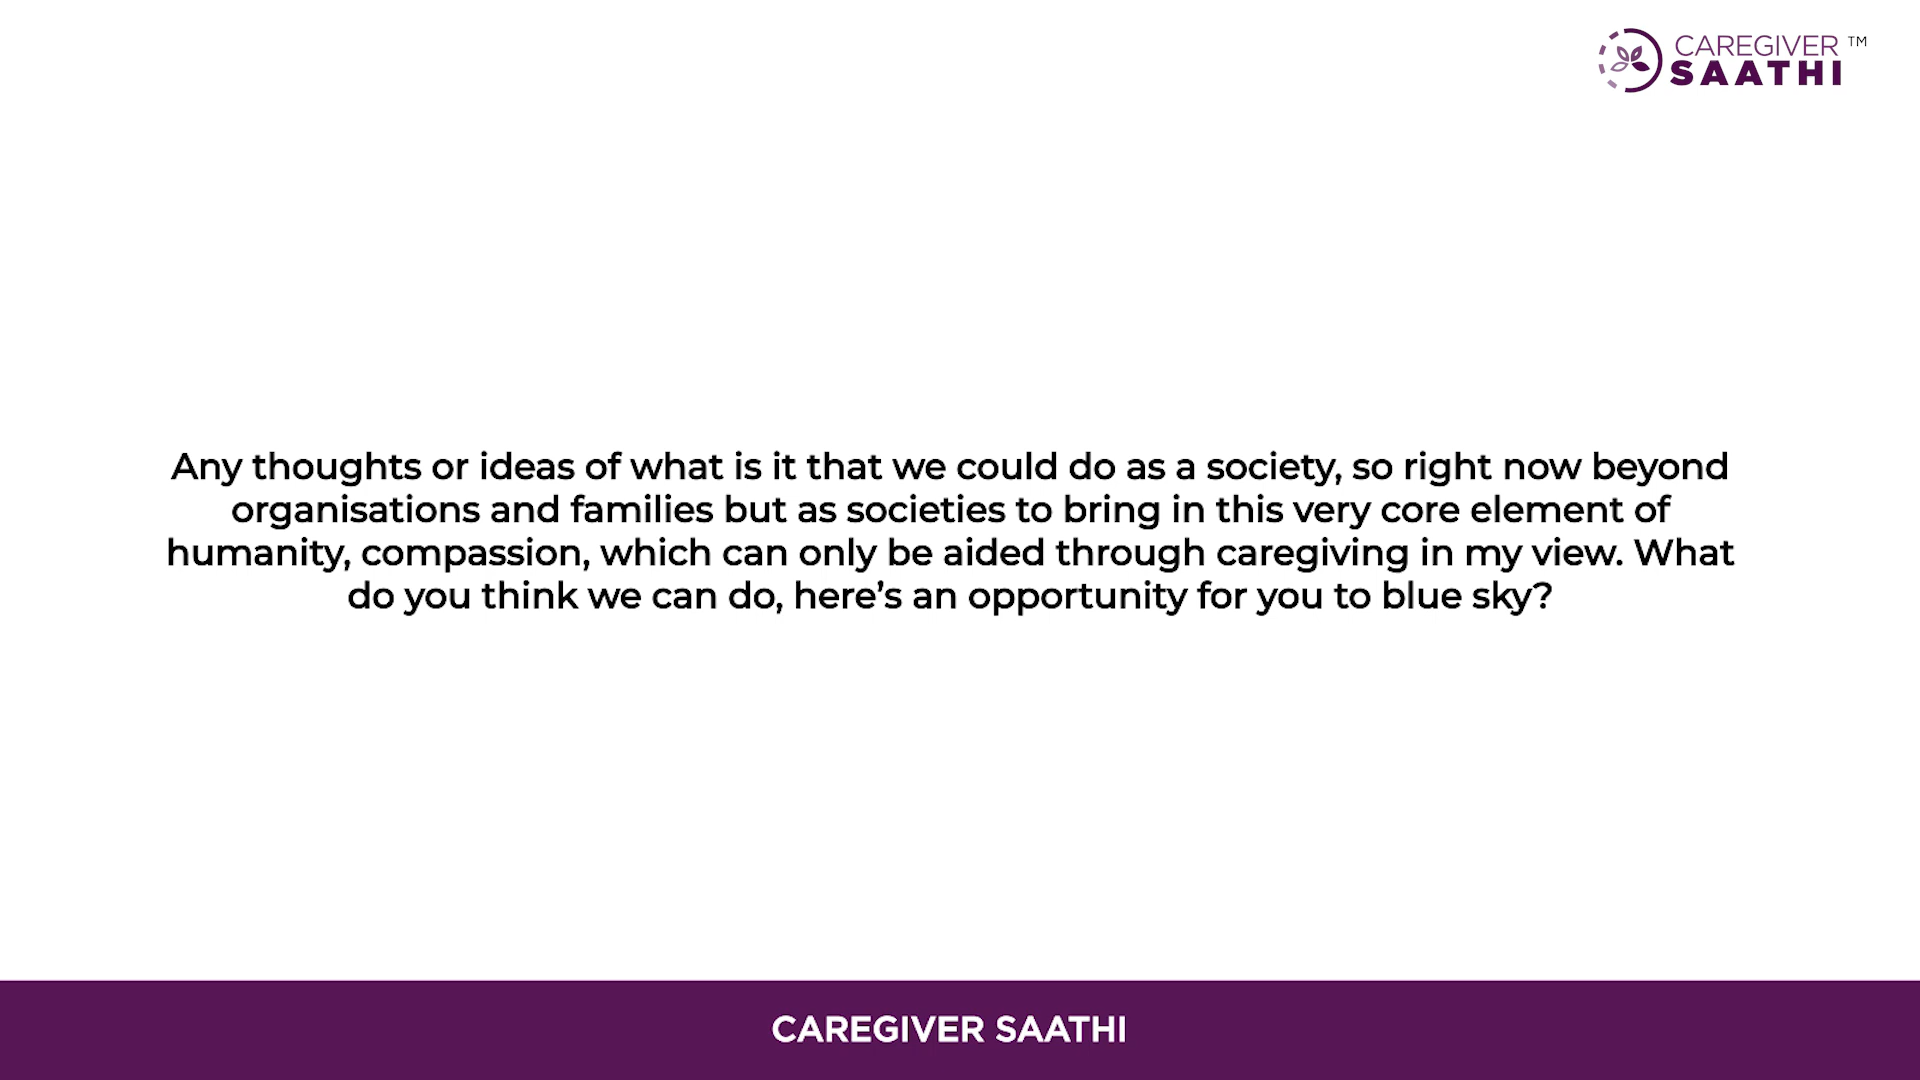 CAREGIVER TM
SAATHI
Any thoughts or ideas of what is it that we could do as a society, so right now beyond
organisations and families but as societies to bring in this very core element of
humanity, compassion, which can only be aided through caregiving in my view. What
do you think we can do, here’s an opportunity for you to blue sky?
CAREGIVER SAATHI